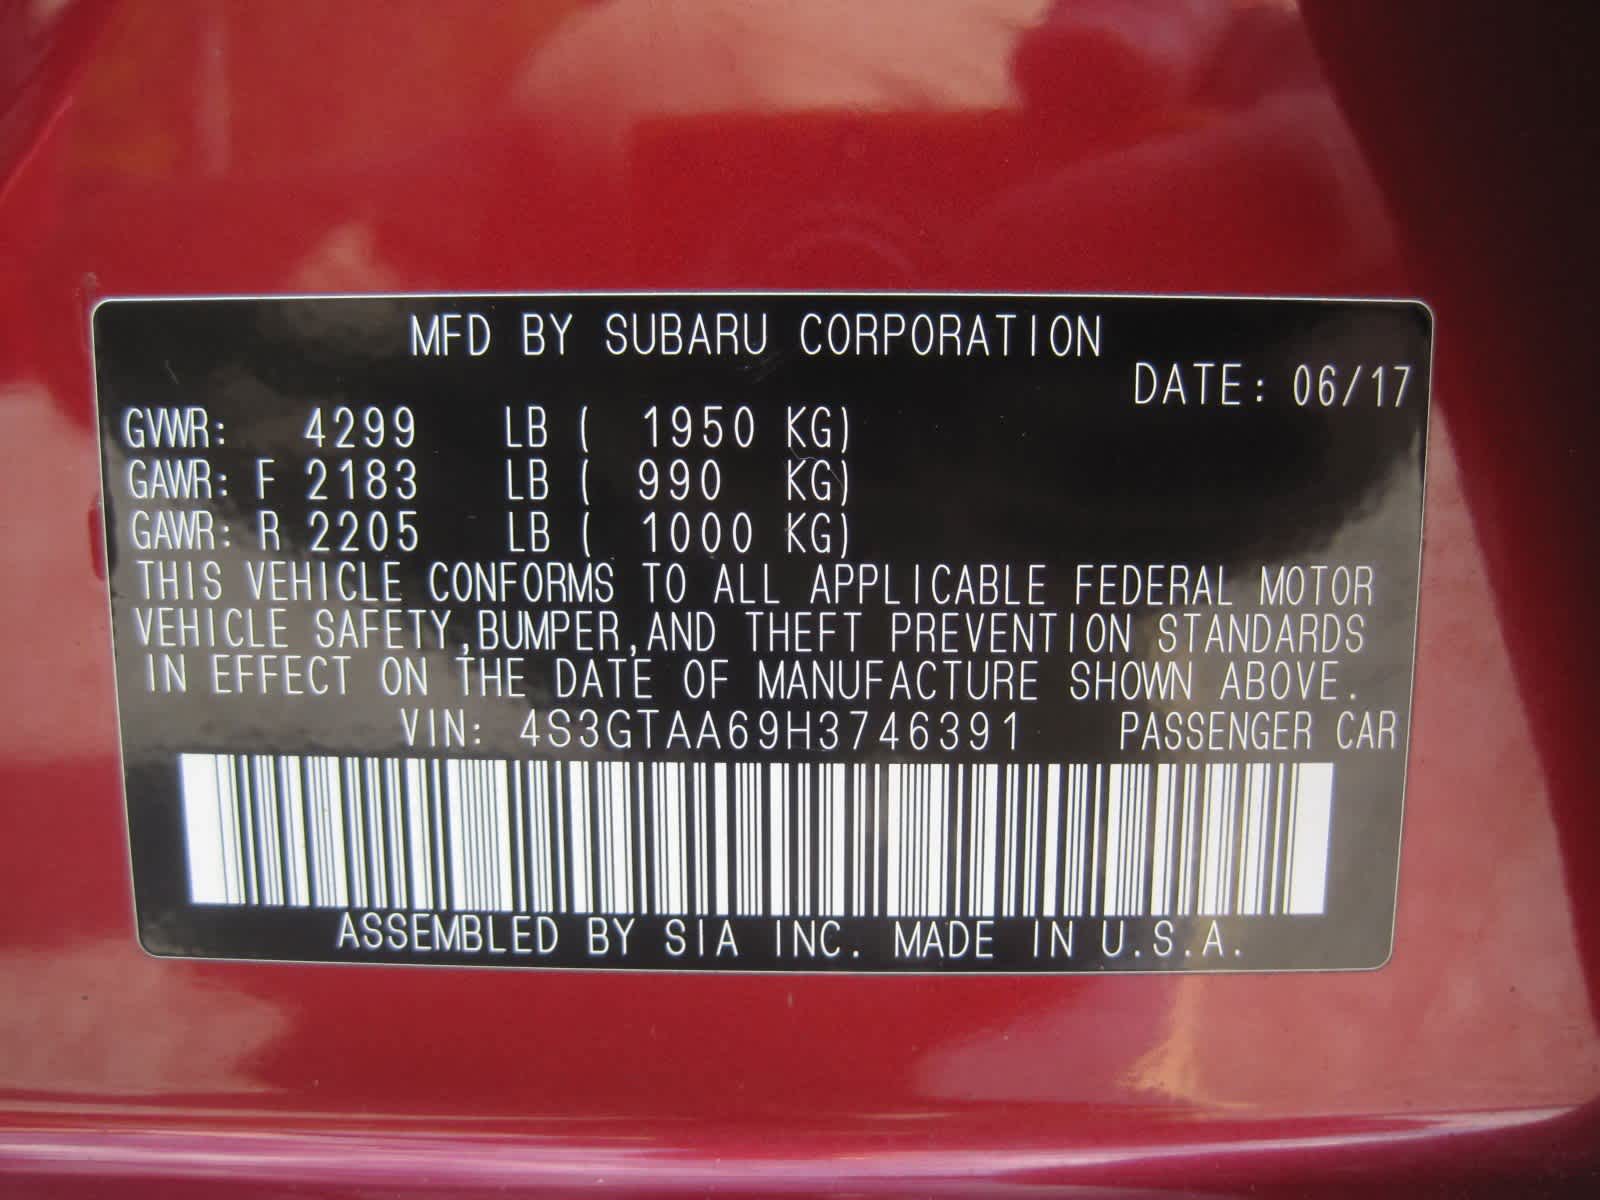 MFD BY SUBARU CORPORATION
DATE: 06/17
GVWR: 4299 LB ( 1950 KG)
GAWR: F 2183 LB ( 990 KG)
GAWR: R 2205 LB ( 1000 KG)
THIS VEHICLE CONFORMS TO ALL APPLICABLE FEDERAL MOTOR
VEHICLE SAFETY,BUMPER,AND THEFT PREVENTION STANDARDS
IN EFFECT ON THE DATE OF MANUFACTURE SHOWN ABOVE.
VIN: 4S3GTAA69H3746391 PASSENGER CAR
ASSEMBLED BY SIA INC. MADE IN U.S.A.